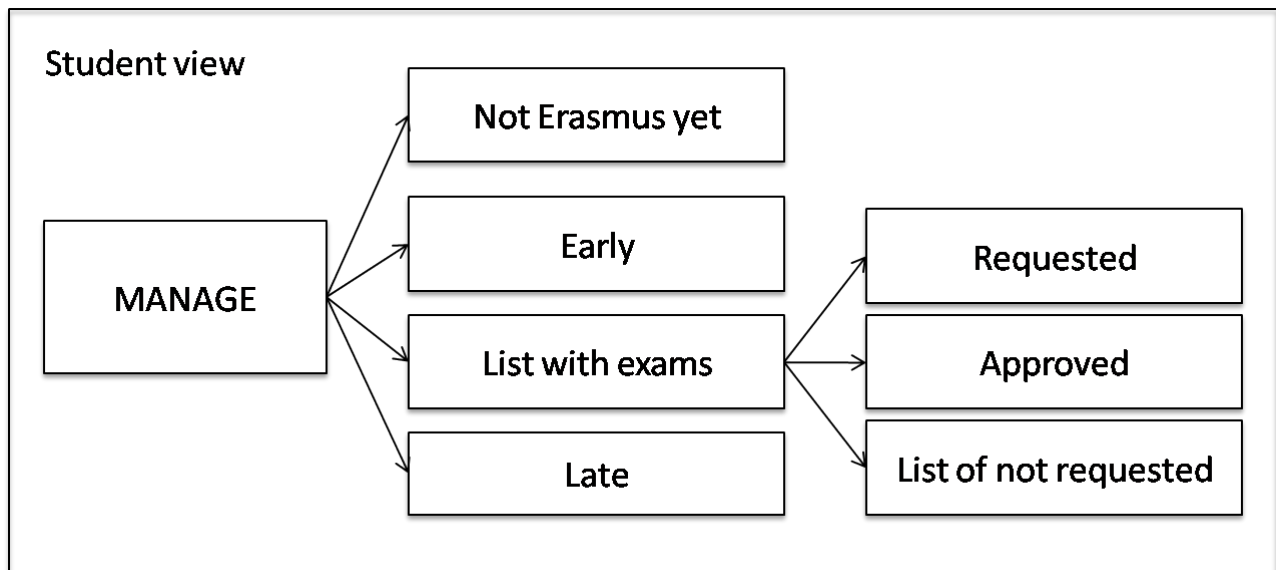 Student view
Not Erasmus yet
MANAGE
Early
List with exams
Late
Requested
Approved
List of not requested